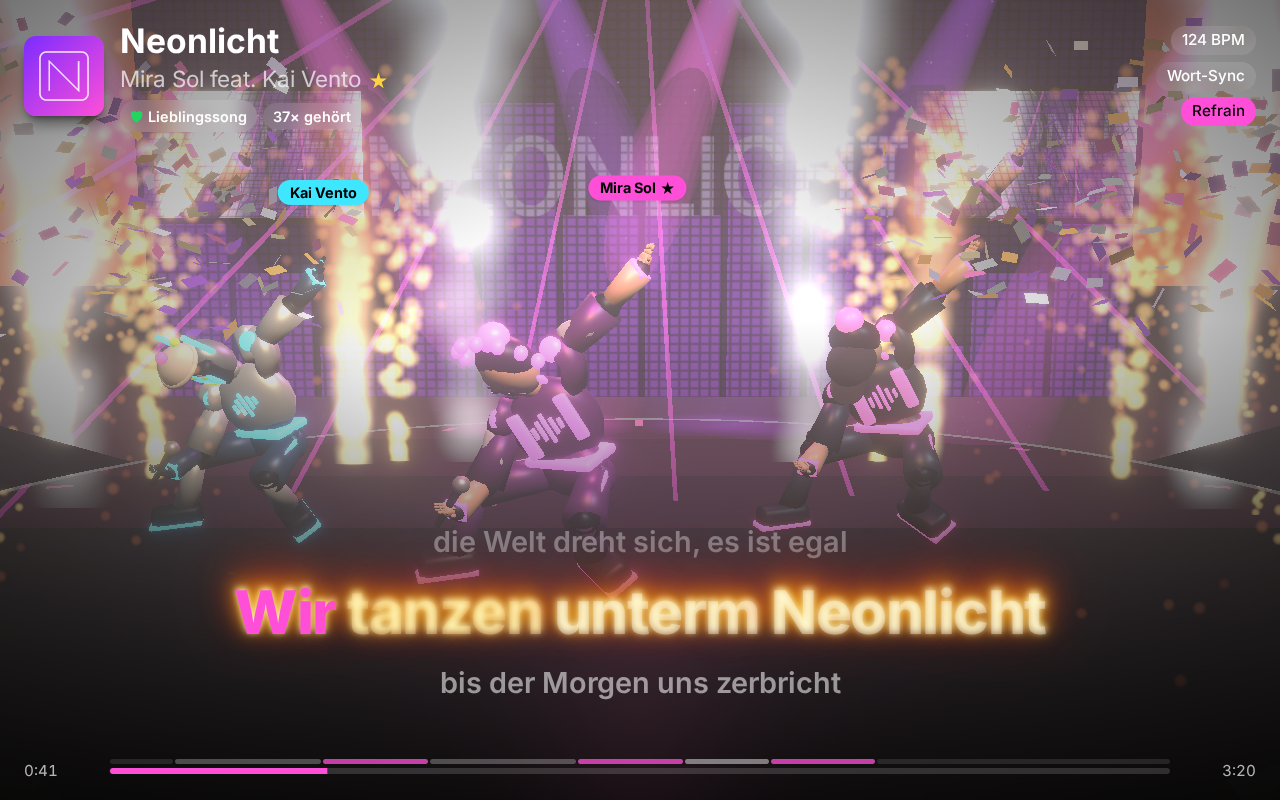 N
Neonlicht
Mira Sol feat. Kai Vento ★
Lieblingssong
37× gehört
124 BPM
Wort-Sync
Refrain
NEONLICHT
Kai Vento
Mira Sol ★
die Welt dreht sich, es ist egal
Wir tanzen unterm Neonlicht
bis der Morgen uns zerbricht
0:41
3:20